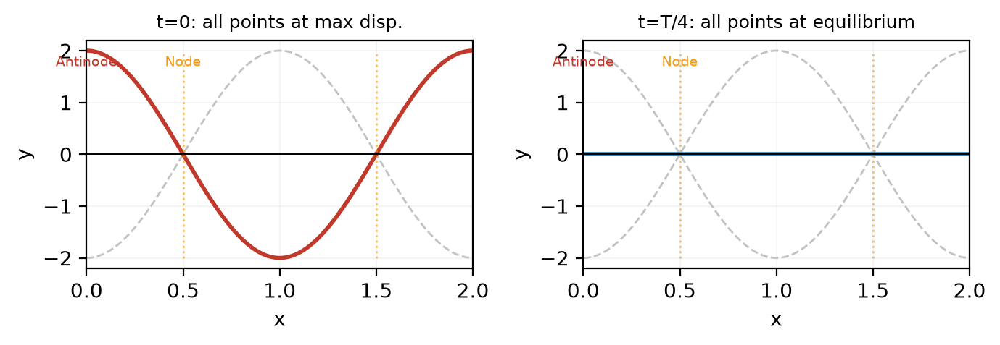 t=0: all points at max disp.
Antinode
Node
2
1
0
−1
−2
y
0.0 0.5 1.0 1.5 2.0
x
t=T/4: all points at equilibrium
Antinode
Node
2
1
0
−1
−2
y
0.0 0.5 1.0 1.5 2.0
x